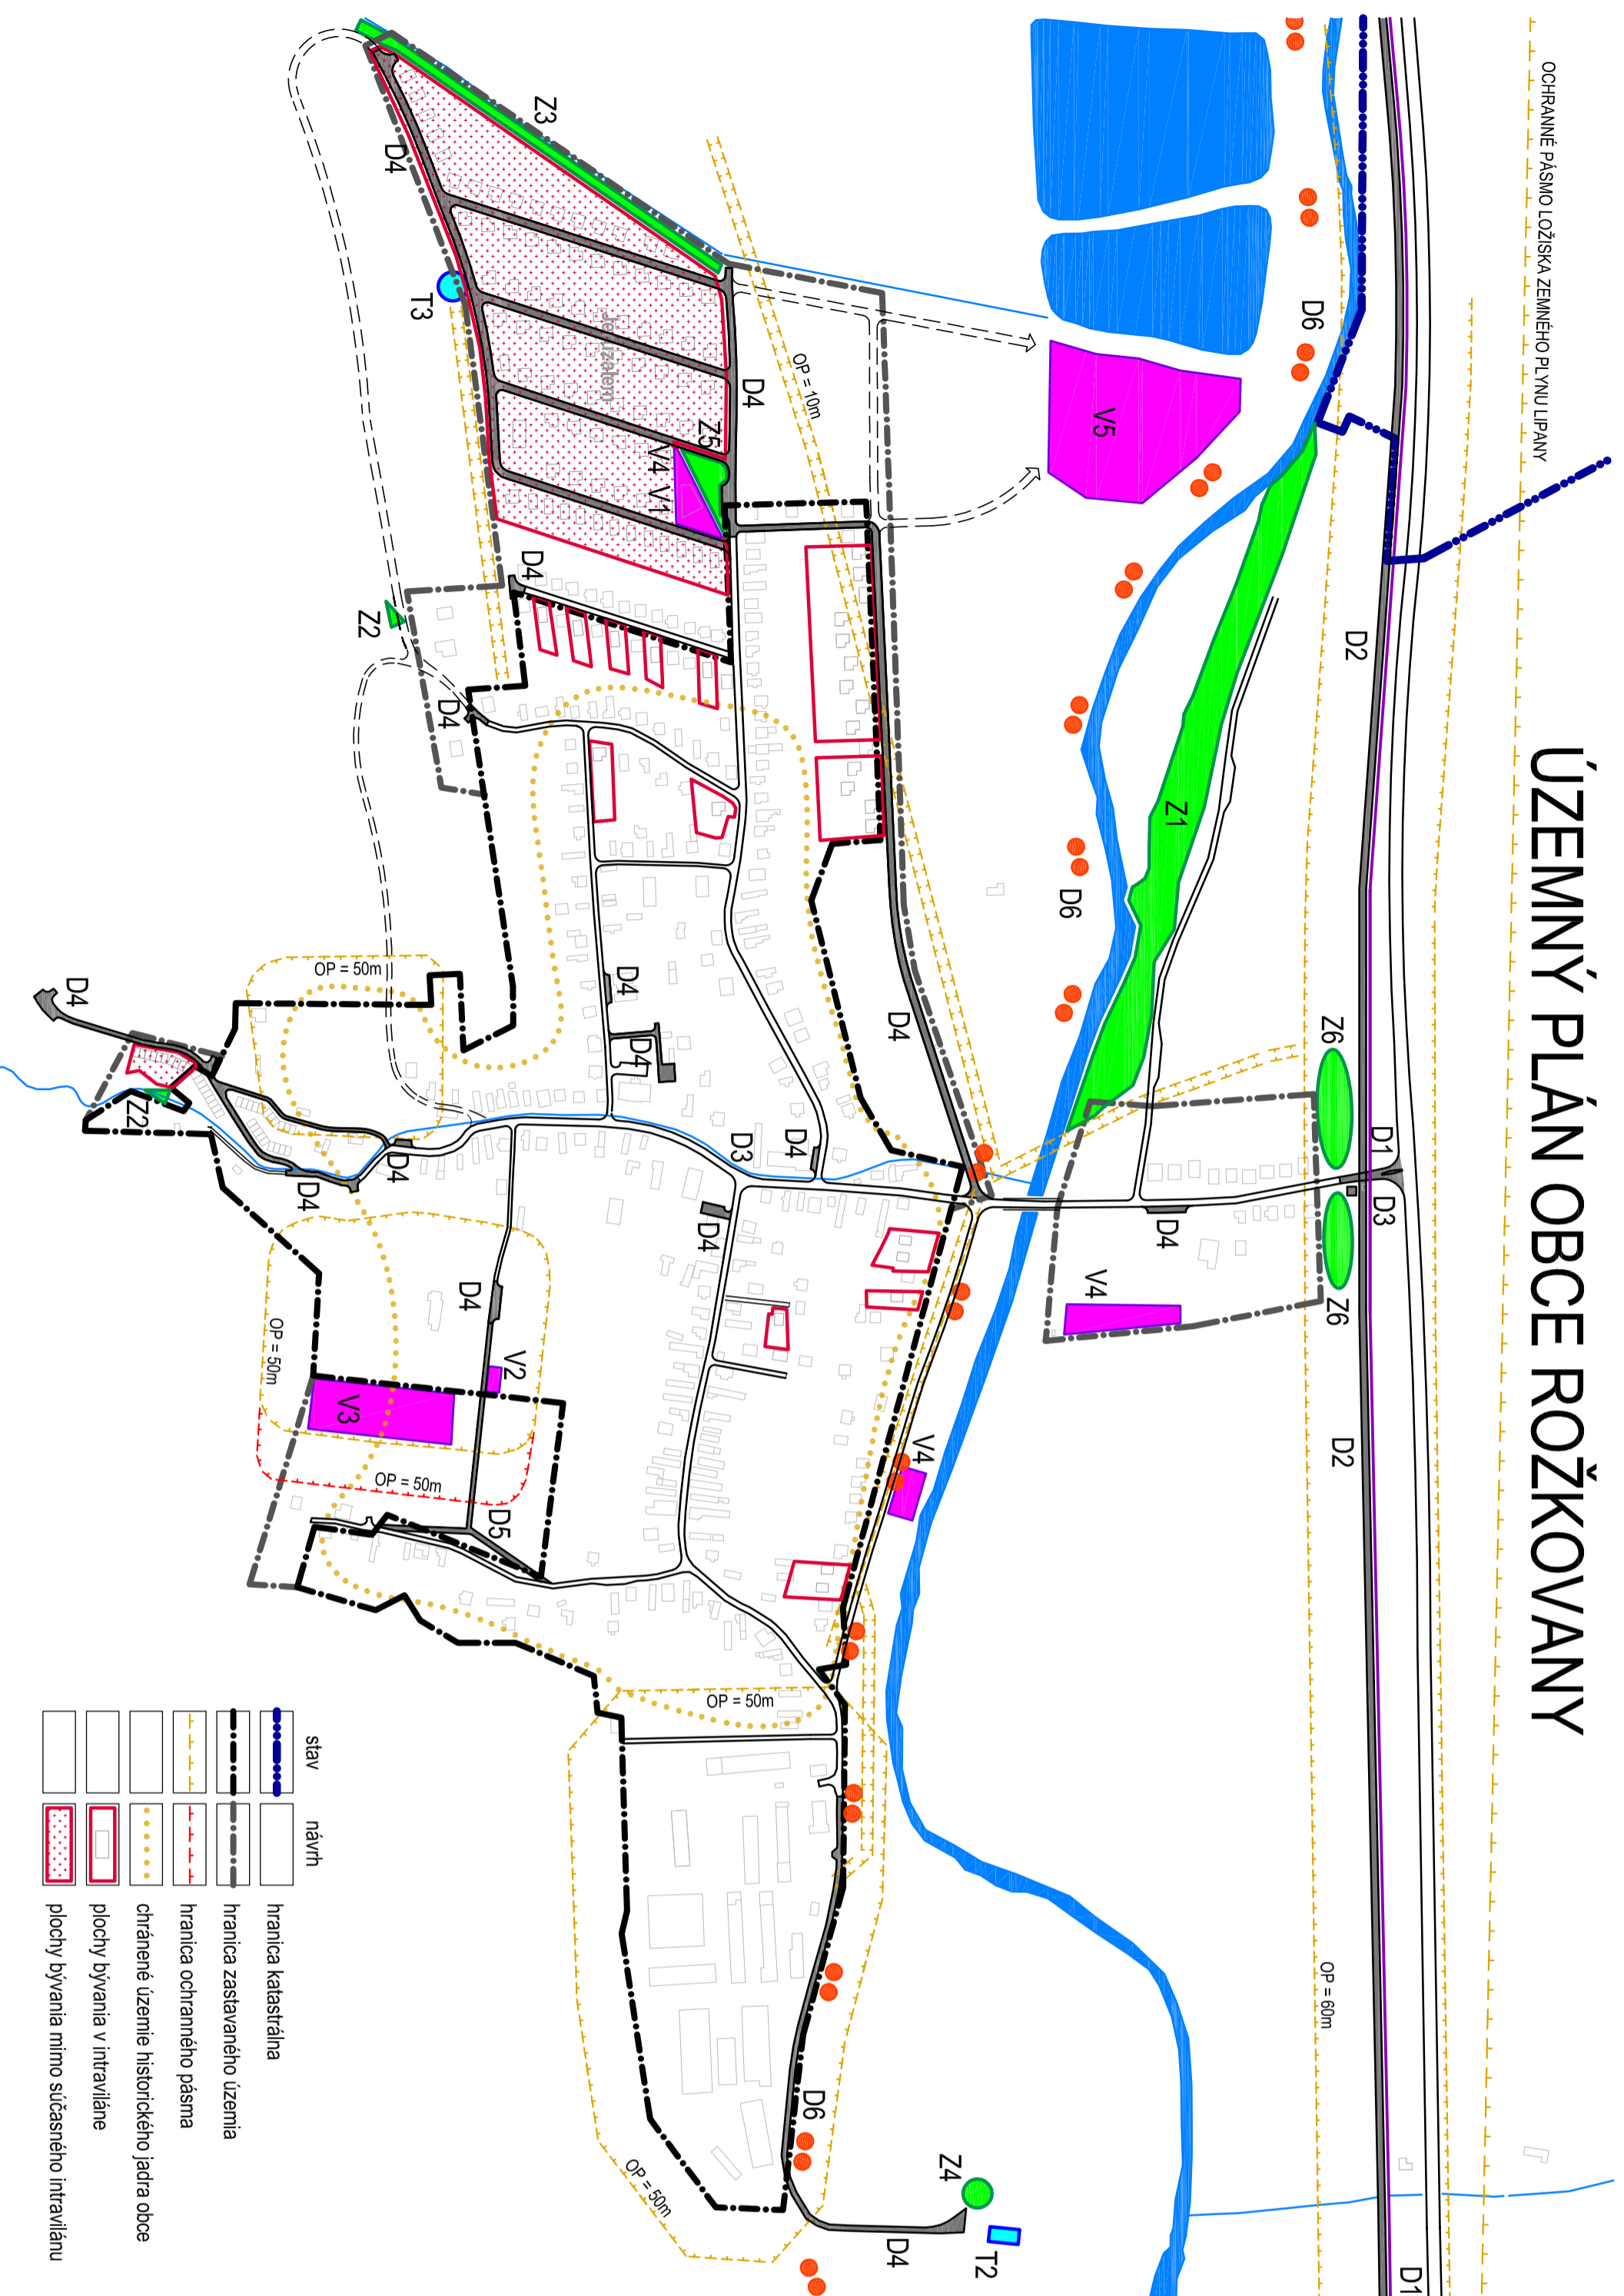 ÚZEMNÝ PLÁN OBCE ROŽKOVANY
OCHRANNÉ PÁSMO LOŽISKA ZEMNÉHO PLYNU LIPANY
D2
D1
D3
D2
D1
OP = 60m
Z6
Z6
D6
Z1
D6
V5
D4
V4
OP = 10m
Z3
D4
T3
Jeruzalem
D4
Z5
V4
V1
D4
Z2
D4
D4
D4
D4
D4
D3
D4
V4
OP = 50m
D4
Z2
D4
D4
D4
V2
V3
OP = 50m
OP = 50m
D5
OP = 50m
D6
OP = 50m
Z4
T2
D4
stav
návrh
hranica katastrálna
hranica zastavaného územia
hranica ochranného pásma
chránené územie historického jadra obce
plochy bývania v intraviláne
plochy bývania mimo súčasného intravilánu